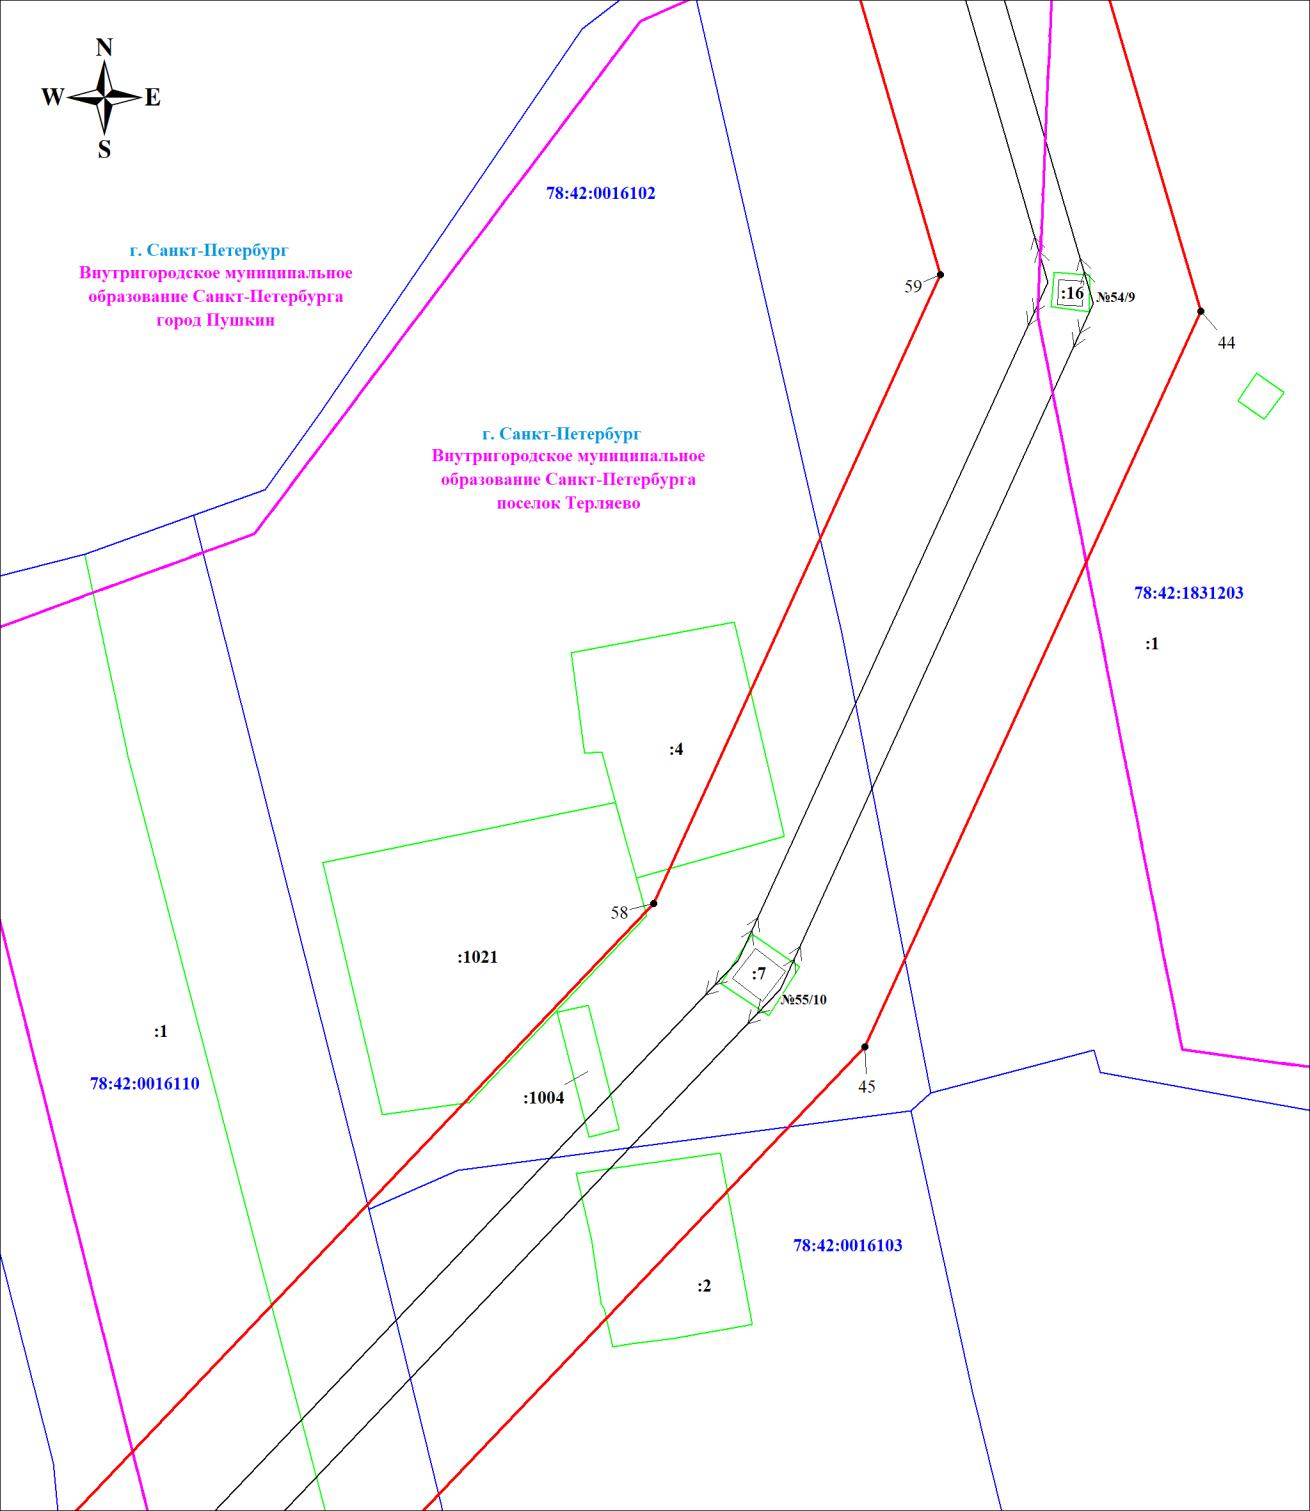 N
W E
S
78:42:0016102
г. Санкт-Петербург
Внутригородское муниципальное
образование Санкт-Петербурга
город Пушкин
59
:16
№54/9
44
г. Санкт-Петербург
Внутригородское муниципальное
образование Санкт-Петербурга
поселок Терляево
78:42:1831203
:1
:4
58
:1021
:7
№55/10
:1
78:42:0016110
:1004
45
78:42:0016103
:2